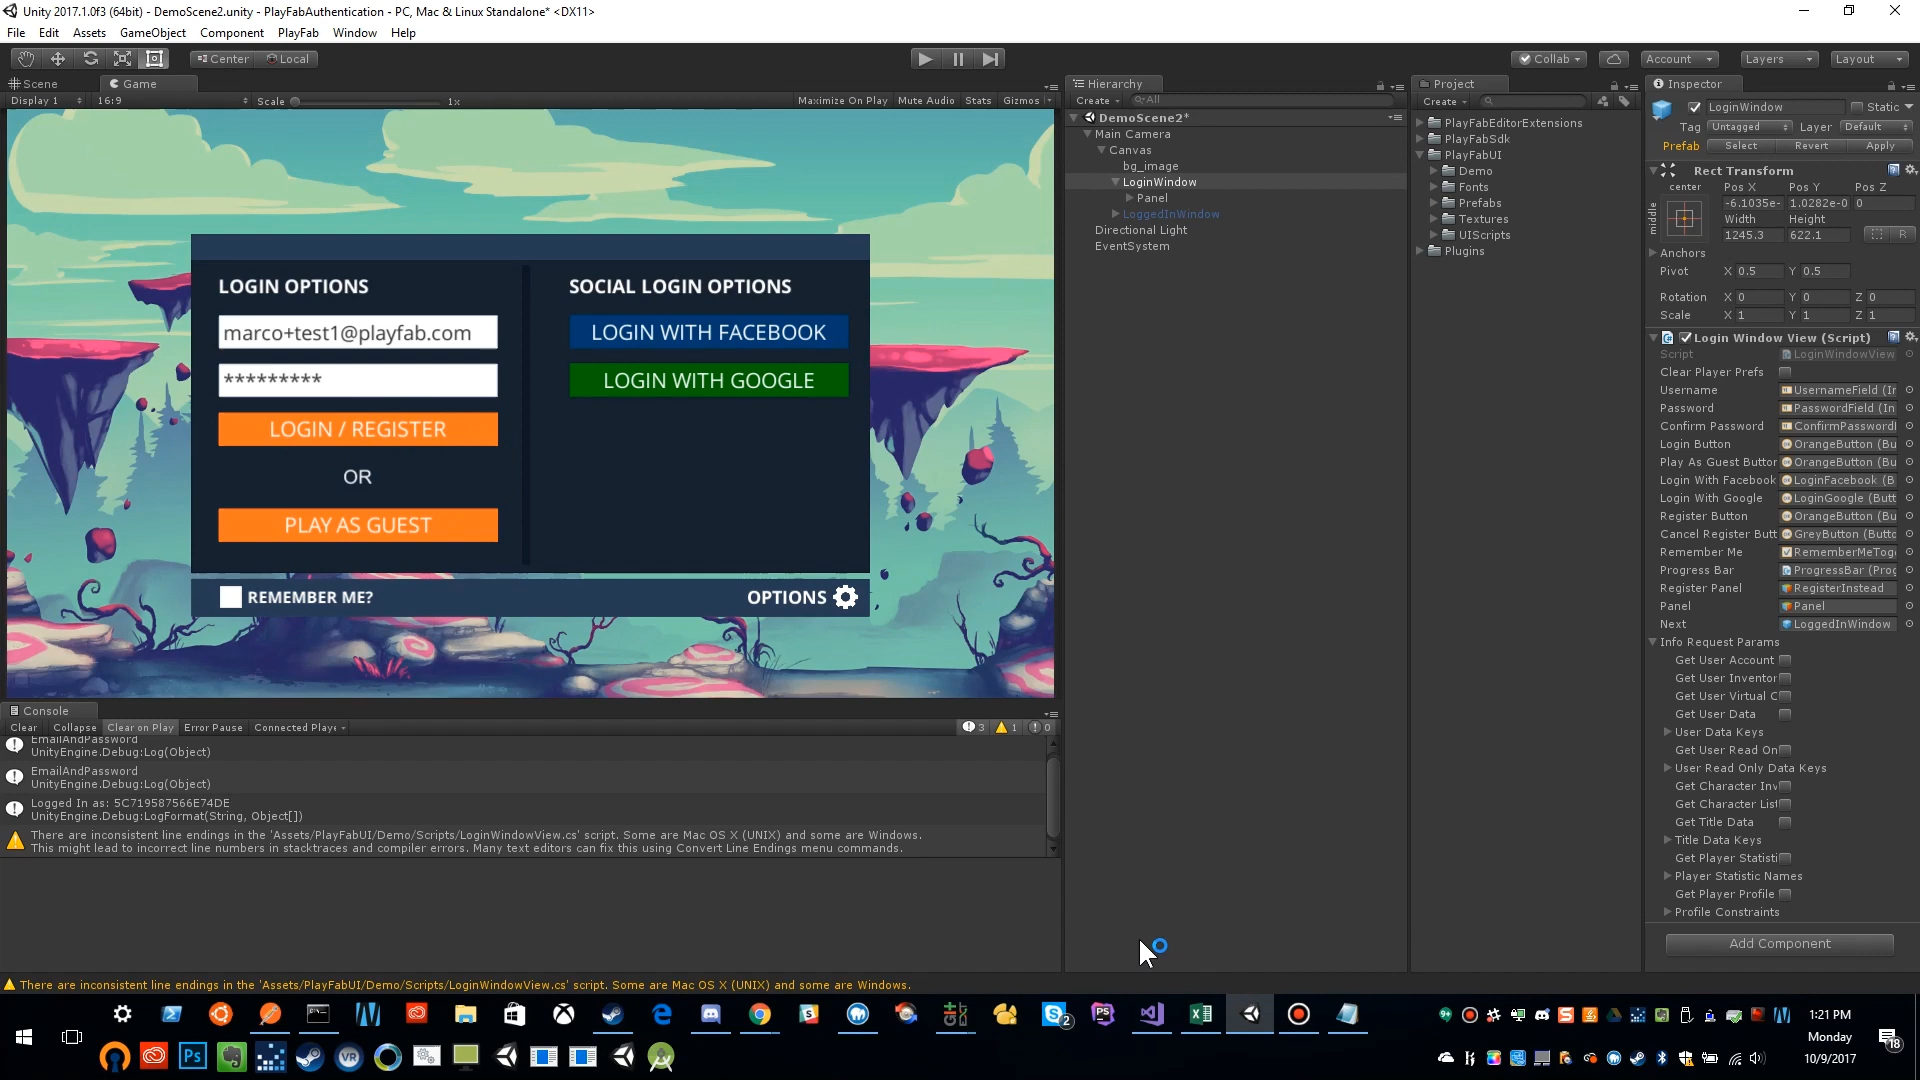 Unity 2017.1.0f3 (64bit) - DemoScene2.unity - PlayFabAuthentication - PC, Mac & Linux Standalone* <DX11>
File Edit Assets GameObject Component PlayFab Window Help
Center Local Collab Account Layers Layout
Scene Game
Display 1 16:9 Scale 1x Maximize On Play Mute Audio Stats Gizmos
LOGIN OPTIONS
marco+test1@playfab.com
*********
LOGIN / REGISTER
OR
PLAY AS GUEST
SOCIAL LOGIN OPTIONS
LOGIN WITH FACEBOOK
LOGIN WITH GOOGLE
REMEMBER ME?
OPTIONS
Console
Clear Collapse Clear on Play Error Pause Connected Play 3 1 0
EmailAndPassword
UnityEngine.Debug:Log(Object)
EmailAndPassword
UnityEngine.Debug:Log(Object)
Logged In as: 5C719587566E74DE
UnityEngine.Debug:LogFormat(String, Object[])
There are inconsistent line endings in the 'Assets/PlayFabUI/Demo/Scripts/LoginWindowView.cs' script. Some are Mac OS X (UNIX) and some are Windows.
This might lead to incorrect line numbers in stacktraces and compiler errors. Many text editors can fix this using Convert Line Endings menu commands.
There are inconsistent line endings in the 'Assets/PlayFabUI/Demo/Scripts/LoginWindowView.cs' script. Some are Mac OS X (UNIX) and some are Windows.
Hierarchy
Create All
DemoScene2*
Main Camera
Canvas
bg_image
LoginWindow
Panel
LoggedInWindow
Directional Light
EventSystem
Project
Create
PlayFabEditorExtensions
PlayFabSdk
PlayFabUI
Demo
Fonts
Prefabs
Textures
UIScripts
Plugins
Inspector
LoginWindow Static
Tag Untagged Layer Default
Prefab Select Revert Apply
Rect Transform
center Pos X Pos Y Pos Z
middle
-6.1035e- 1.0282e-0 0
Width Height
1245.3 622.1 R
Anchors
Pivot X 0.5 Y 0.5
Rotation X 0 Y 0 Z 0
Scale X 1 Y 1 Z 1
Login Window View (Script)
Script LoginWindowView
Clear Player Prefs
Username UsernameField (In
Password PasswordField (In
Confirm Password ConfirmPasswordF
Login Button OrangeButton (Bu
Play As Guest Button OrangeButton (Bu
Login With Facebook LoginFacebook (B
Login With Google LoginGoogle (Butt
Register Button OrangeButton (Bu
Cancel Register Butt GreyButton (Butto
Remember Me RememberMeTog
Progress Bar ProgressBar (Prog
Register Panel RegisterInstead
Panel Panel
Next LoggedInWindow
Info Request Params
Get User Account
Get User Inventor
Get User Virtual C
Get User Data
User Data Keys
Get User Read On
User Read Only Data Keys
Get Character Inv
Get Character List
Get Title Data
Title Data Keys
Get Player Statisti
Player Statistic Names
Get Player Profile
Profile Constraints
Add Component
2
PS
Ps
VR
1:21 PM
Monday
10/9/2017
18